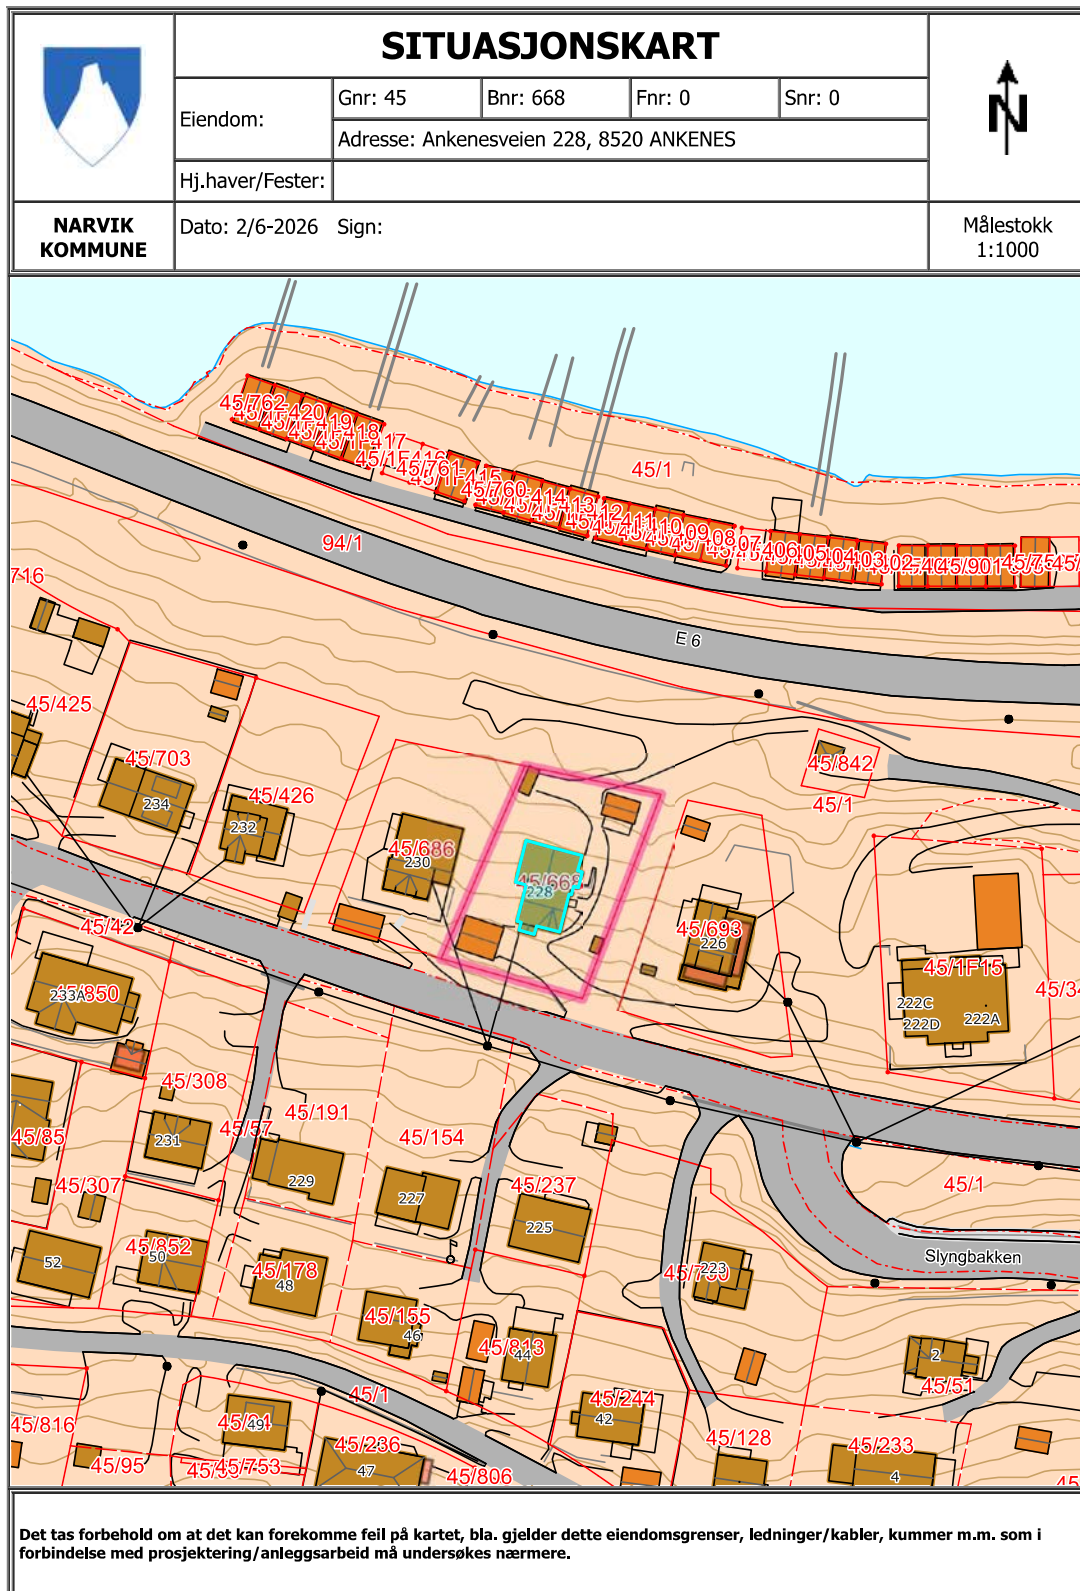 SITUASJONSKART
Eiendom:
Gnr: 45
Bnr: 668
Fnr: 0
Snr: 0
Adresse: Ankenesveien 228, 8520 ANKENES
Hj.haver/Fester:
N
NARVIK
KOMMUNE
Dato: 2/6-2026 Sign:
Målestokk
1:1000
45/762
45/1
94/1
E 6
45/425
45/703
234
45/426
232
230
45/842
45/1
45/668
228
45/693
226
45/1F15
222C
222D
222A
45/42
233A
45/850
45/308
231
45/57
45/191
229
45/154
227
45/237
225
45/1
Slyngbakken
45/85
45/307
52
45/852
50
45/178
48
45/155
46
45/813
44
223
2
45/51
45/1
45/244
42
45/816
49
45/236
47
45/95
45/753
45/806
45/128
45/233
4
Det tas forbehold om at det kan forekomme feil på kartet, bla. gjelder dette eiendomsgrenser, ledninger/kabler, kummer m.m. som i
forbindelse med prosjektering/anleggsarbeid må undersøkes nærmere.